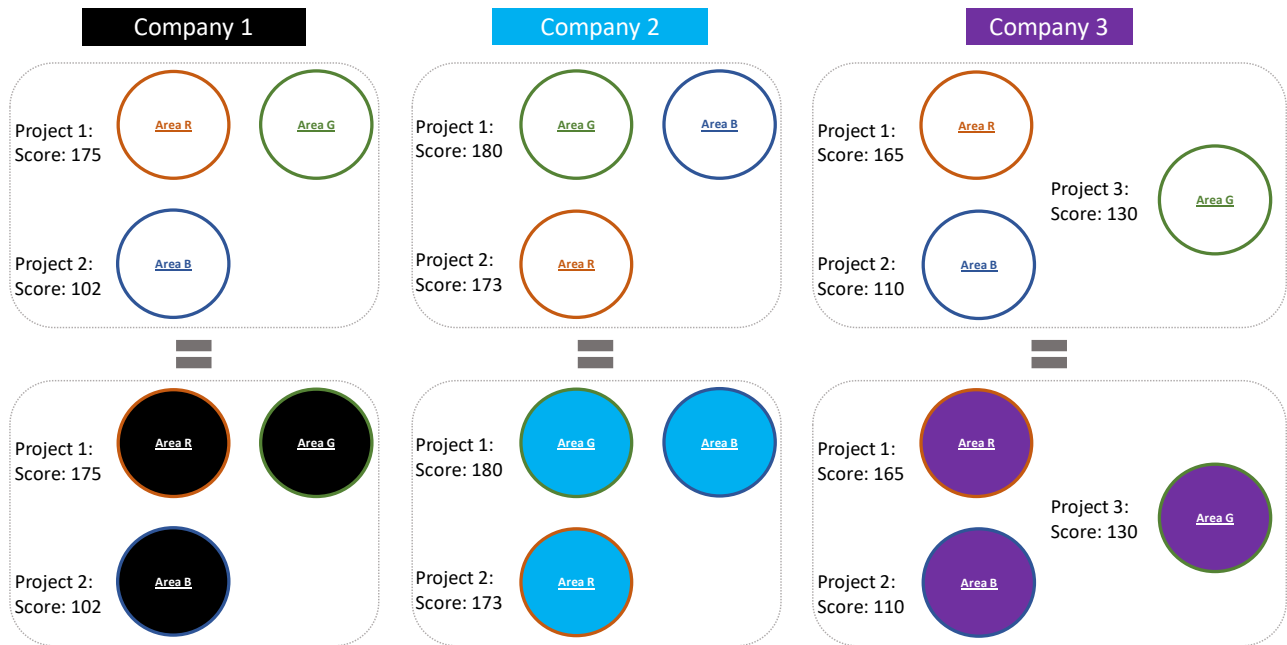 Company 1
Company 2
Company 3
Project 1:
Score: 175
Area R
Area G
Project 2:
Score: 102
Area B
Project 1:
Score: 180
Area G
Area B
Project 2:
Score: 173
Area R
Project 1:
Score: 165
Area R
Project 3:
Score: 130
Area G
Project 2:
Score: 110
Area B
Project 1:
Score: 175
Area R
Area G
Project 2:
Score: 102
Area B
Project 1:
Score: 180
Area G
Area B
Project 2:
Score: 173
Area R
Project 1:
Score: 165
Area R
Project 3:
Score: 130
Area G
Project 2:
Score: 110
Area B